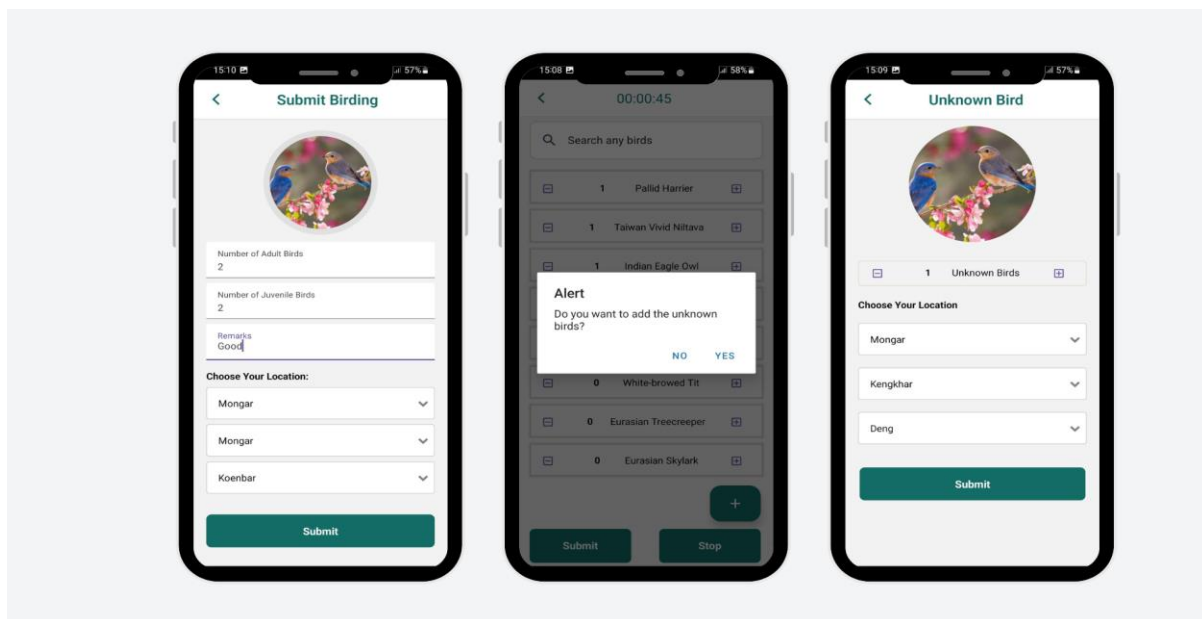 15:10
57%
Submit Birding
Number of Adult Birds
2
Number of Juvenile Birds
2
Remarks
Good
Choose Your Location:
Mongar
Mongar
Koenbar
Submit
15:08
58%
00:00:45
Search any birds
1 Pallid Harrier
1 Taiwan Vivid Niltava
1 Indian Eagle Owl
Alert
Do you want to add the unknown
birds?
NO YES
0 White-browed Tit
0 Eurasian Treecreeper
0 Eurasian Skylark
+
Submit Stop
15:09
57%
Unknown Bird
1 Unknown Birds
Choose Your Location
Mongar
Kengkhar
Deng
Submit